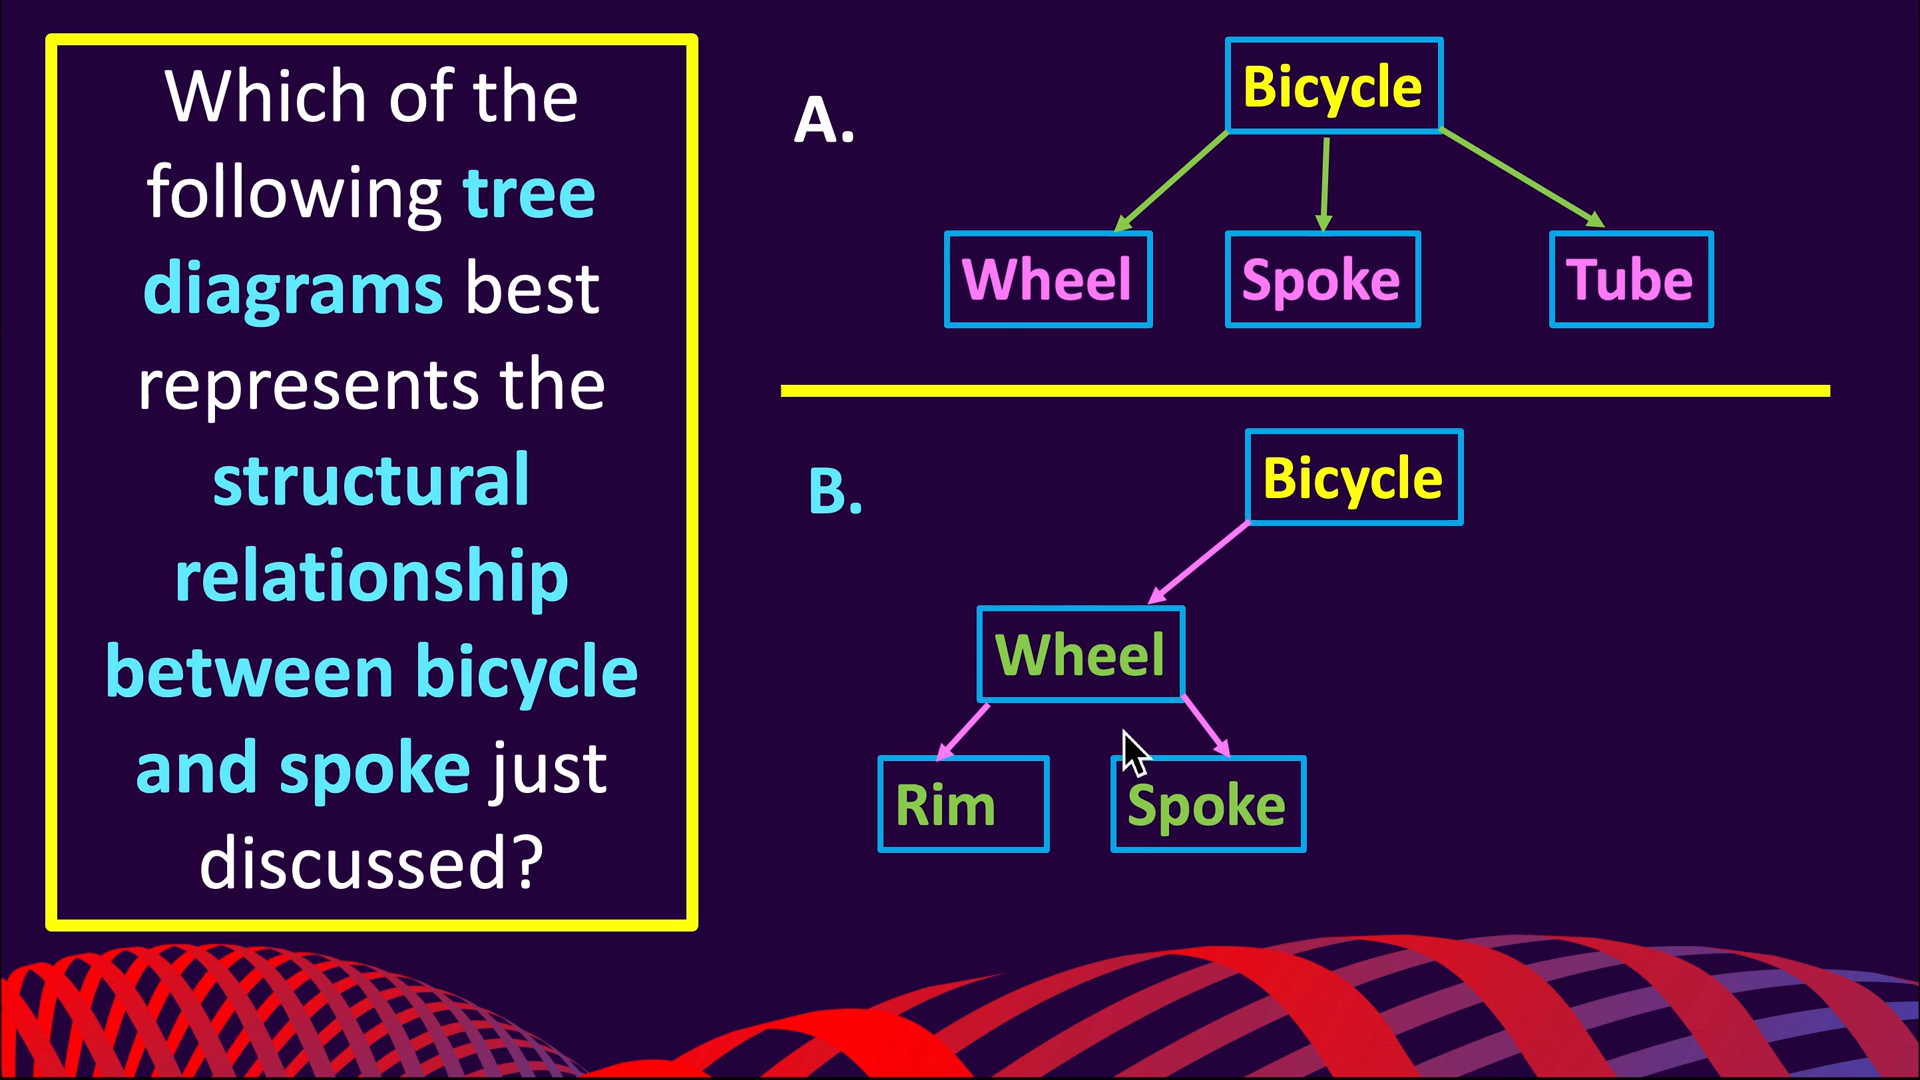 Which of the
following tree
diagrams best
represents the
structural
relationship
between bicycle
and spoke just
discussed?
A.
Bicycle
Wheel
Spoke
Tube
B.
Bicycle
Wheel
Rim
Spoke